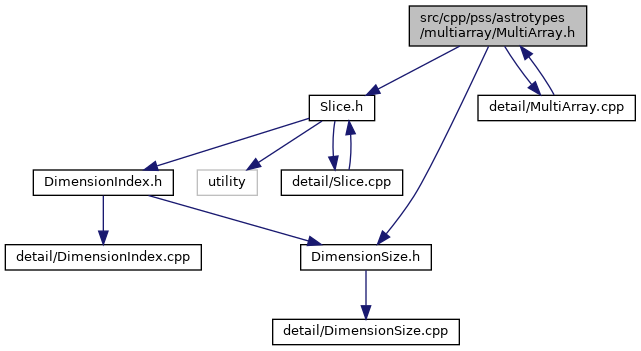 src/cpp/pss/astrotypes
/multiarray/MultiArray.h
Slice.h
detail/MultiArray.cpp
DimensionIndex.h
utility
detail/Slice.cpp
detail/DimensionIndex.cpp
DimensionSize.h
detail/DimensionSize.cpp